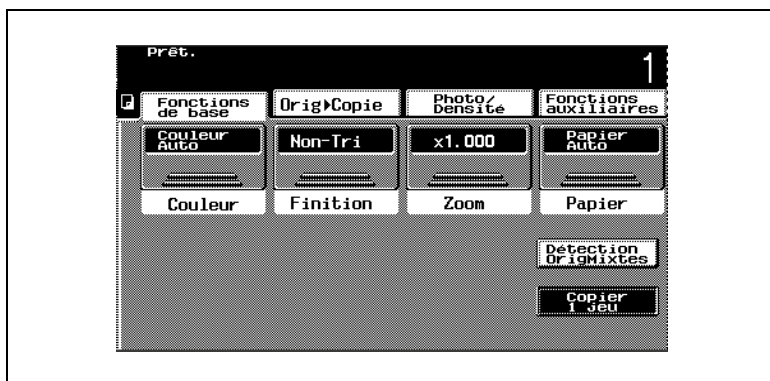 Prêt.
1
Fonctions
de base
Orig▸Copie
Photo/
Densité
Fonctions
auxiliaires
Couleur
Auto
Non-Tri
x1.000
Papier
Auto
Couleur
Finition
Zoom
Papier
Détection
OrigMixtes
Copier
1 jeu